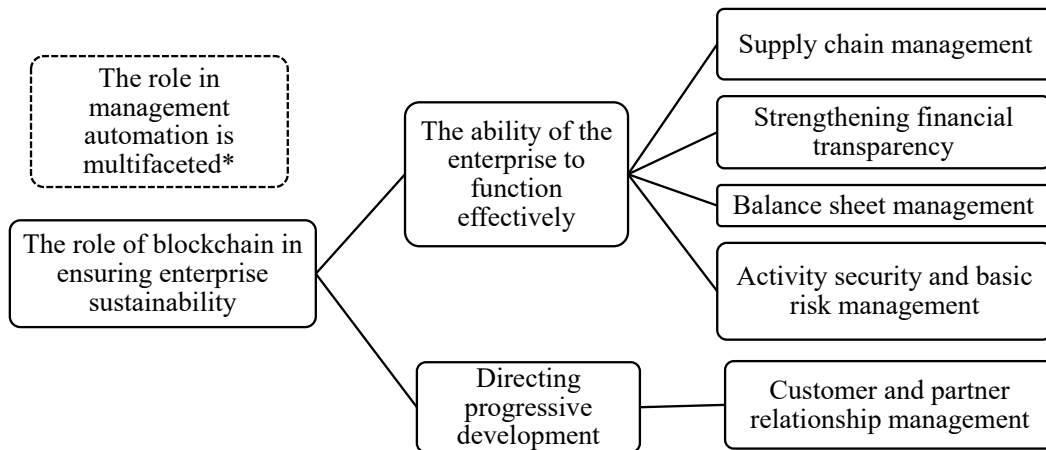 The role in
management
automation is
multifaceted*
The role of blockchain in
ensuring enterprise
sustainability
The ability of the
enterprise to
function
effectively
Directing
progressive
development
Supply chain management
Strengthening financial
transparency
Balance sheet management
Activity security and basic
risk management
Customer and partner
relationship management